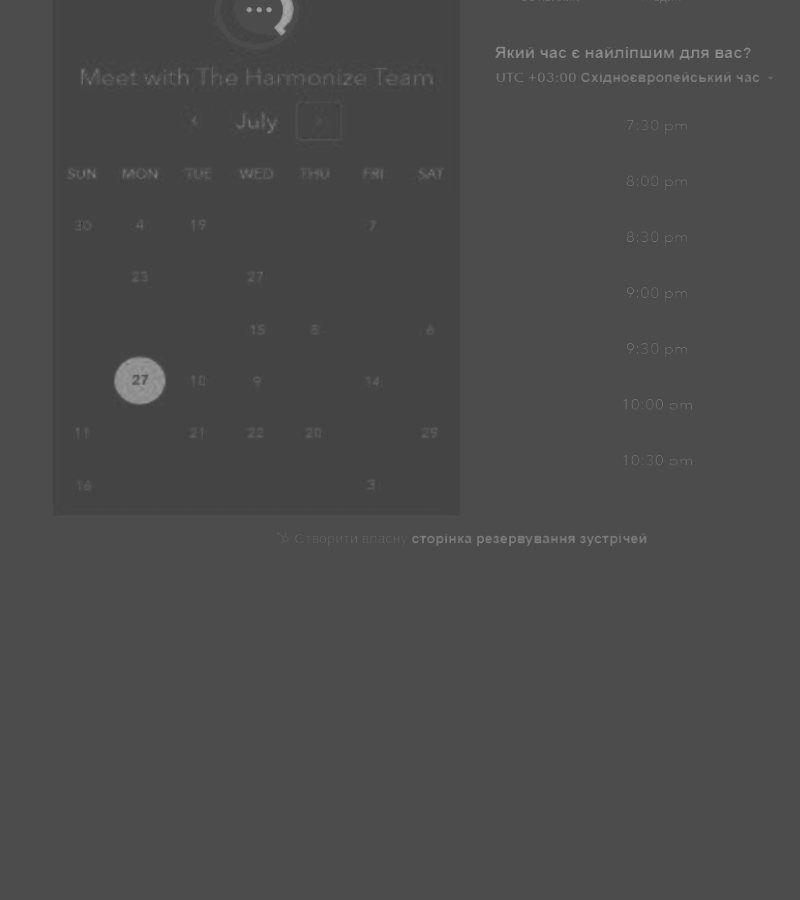 Meet with The Harmonize Team
July
SUN MON TUE WED THU FRI SAT
30 4 19 7
23 27
15 8 6
27 10 9 14
11 21 22 28 29
16 3
Який час є найліпшим для вас?
UTC +03:00 Східноєвропейський час
7:30 pm
8:00 pm
8:30 pm
9:00 pm
9:30 pm
10:00 pm
10:30 pm
Створити власну сторінка резервування зустрічей